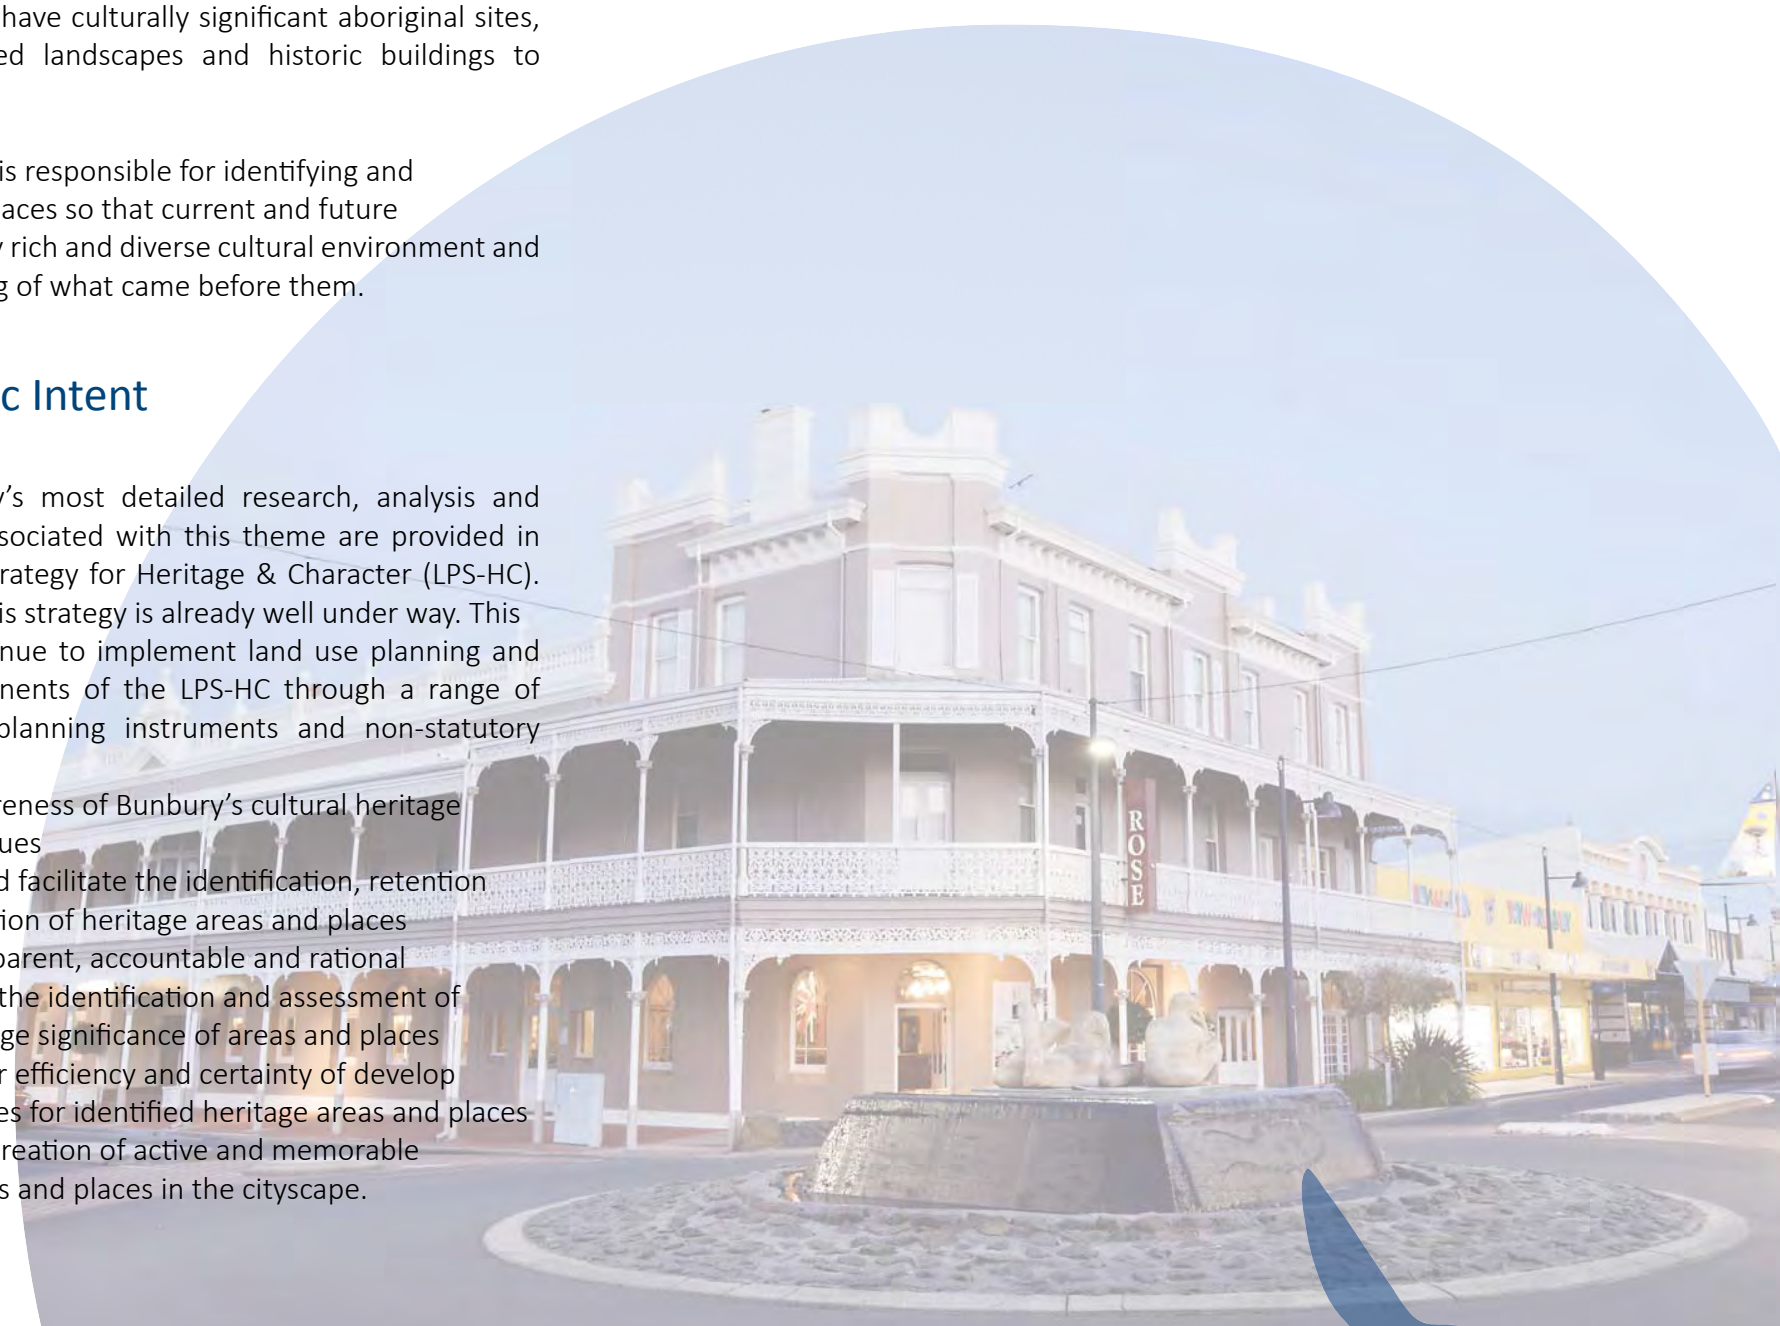 have culturally significant aboriginal sites,
ed landscapes and historic buildings to
is responsible for identifying and
aces so that current and future
y rich and diverse cultural environment and
g of what came before them.
c Intent
y’s most detailed research, analysis and
sociated with this theme are provided in
rategy for Heritage & Character (LPS-HC).
is strategy is already well under way. This
nue to implement land use planning and
nents of the LPS-HC through a range of
planning instruments and non-statutory
reness of Bunbury’s cultural heritage
ues
d facilitate the identification, retention
tion of heritage areas and places
parent, accountable and rational
the identification and assessment of
ge significance of areas and places
r efficiency and certainty of develop
es for identified heritage areas and places
reation of active and memorable
s and places in the cityscape.
ROSE